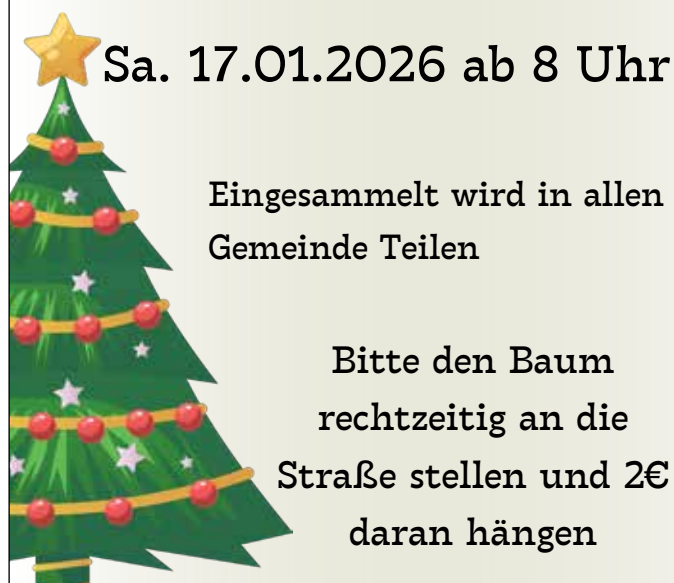 Sa. 17.01.2026 ab 8 Uhr
Eingesammelt wird in allen
Gemeinde Teilen
Bitte den Baum
rechtzeitig an die
Straße stellen und 2€
daran hängen